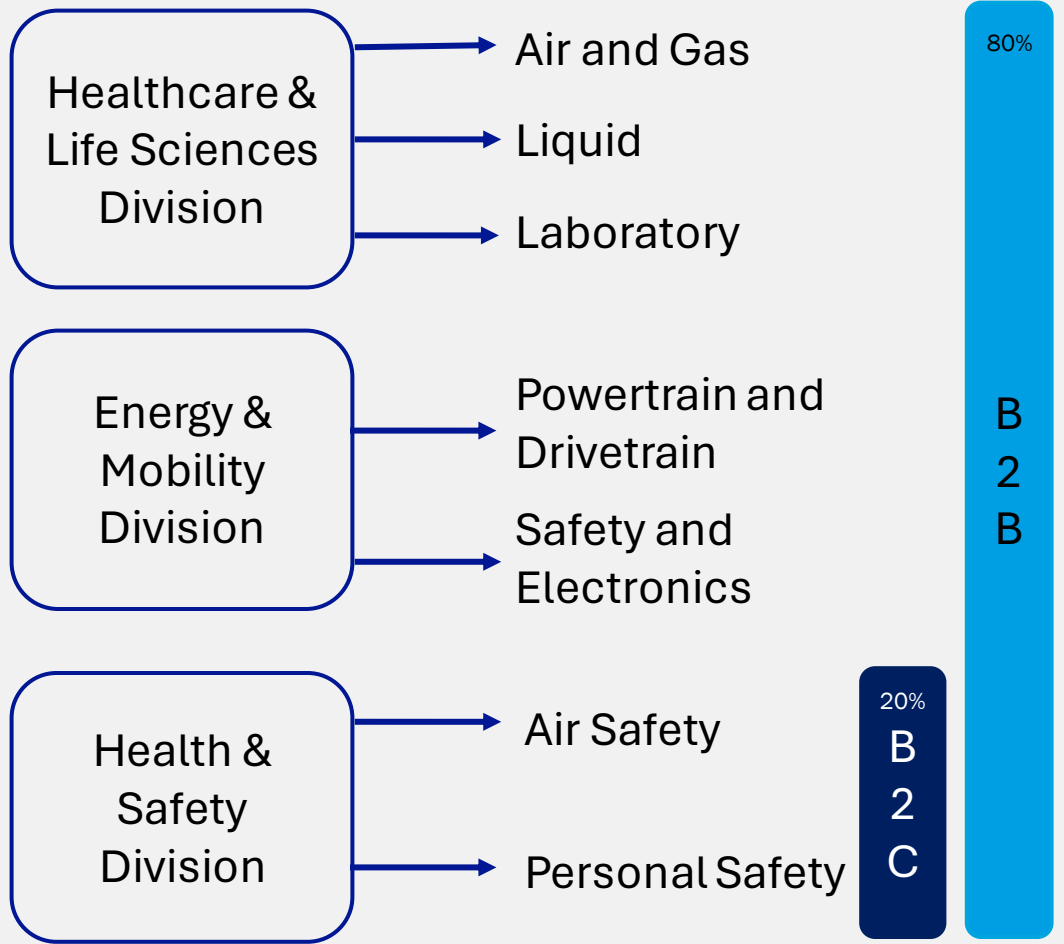 Healthcare &
Life Sciences
Division
Air and Gas
Liquid
Laboratory
Energy &
Mobility
Division
Powertrain and
Drivetrain
Safety and
Electronics
Health &
Safety
Division
Air Safety
Personal Safety
20%
B
2
C
80%
B
2
B